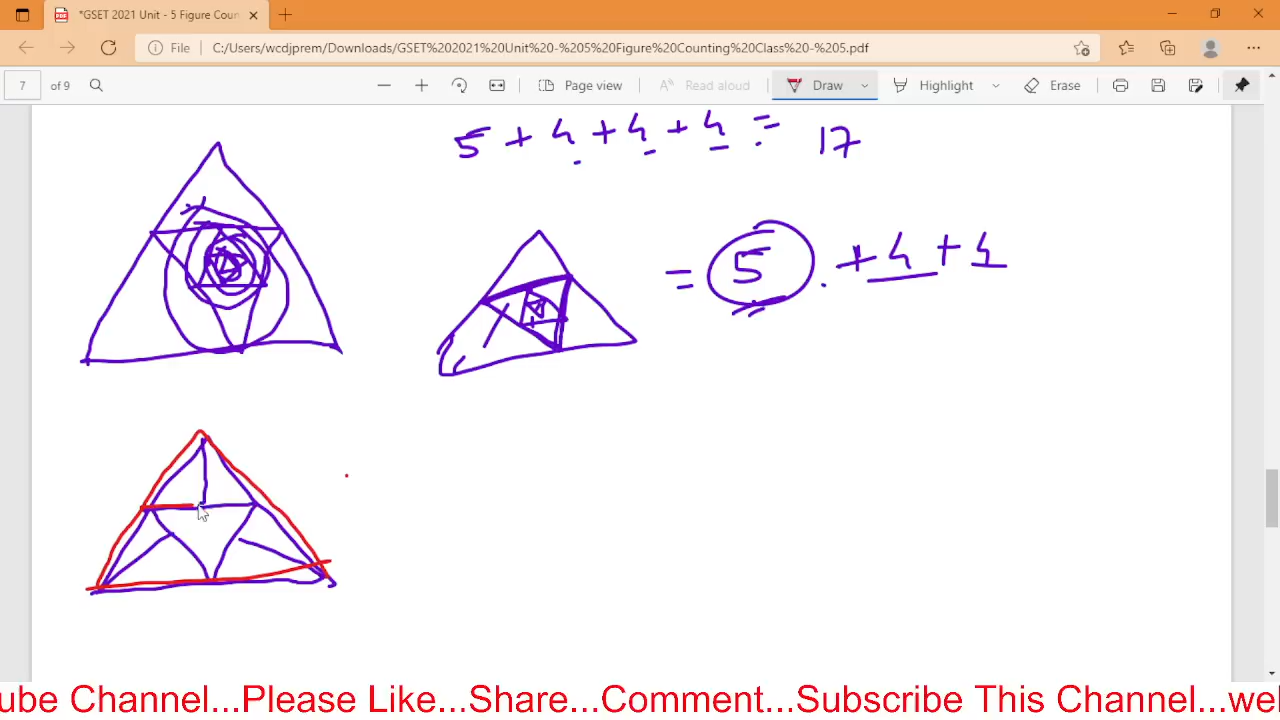 *GSET 2021 Unit - 5 Figure Coun
File C:/Users/wcdjprem/Downloads/GSET%202021%20Unit%20-%205%20Figure%20Counting%20Class%20-%205.pdf
7 of 9 Page view Read aloud Draw Highlight Erase
5 + 4 + 4 + 4 = 17
= 5 + 4 + 4
ube Channel...Please Like...Share...Comment...Subscribe This Channel...wel